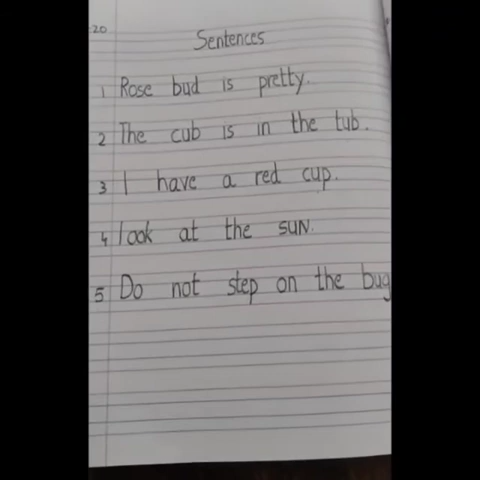 20
Sentences
1 Rose bud is pretty.
2 The cub is in the tub.
3 I have a red cup.
4 look at the sun.
5 Do not step on the bug